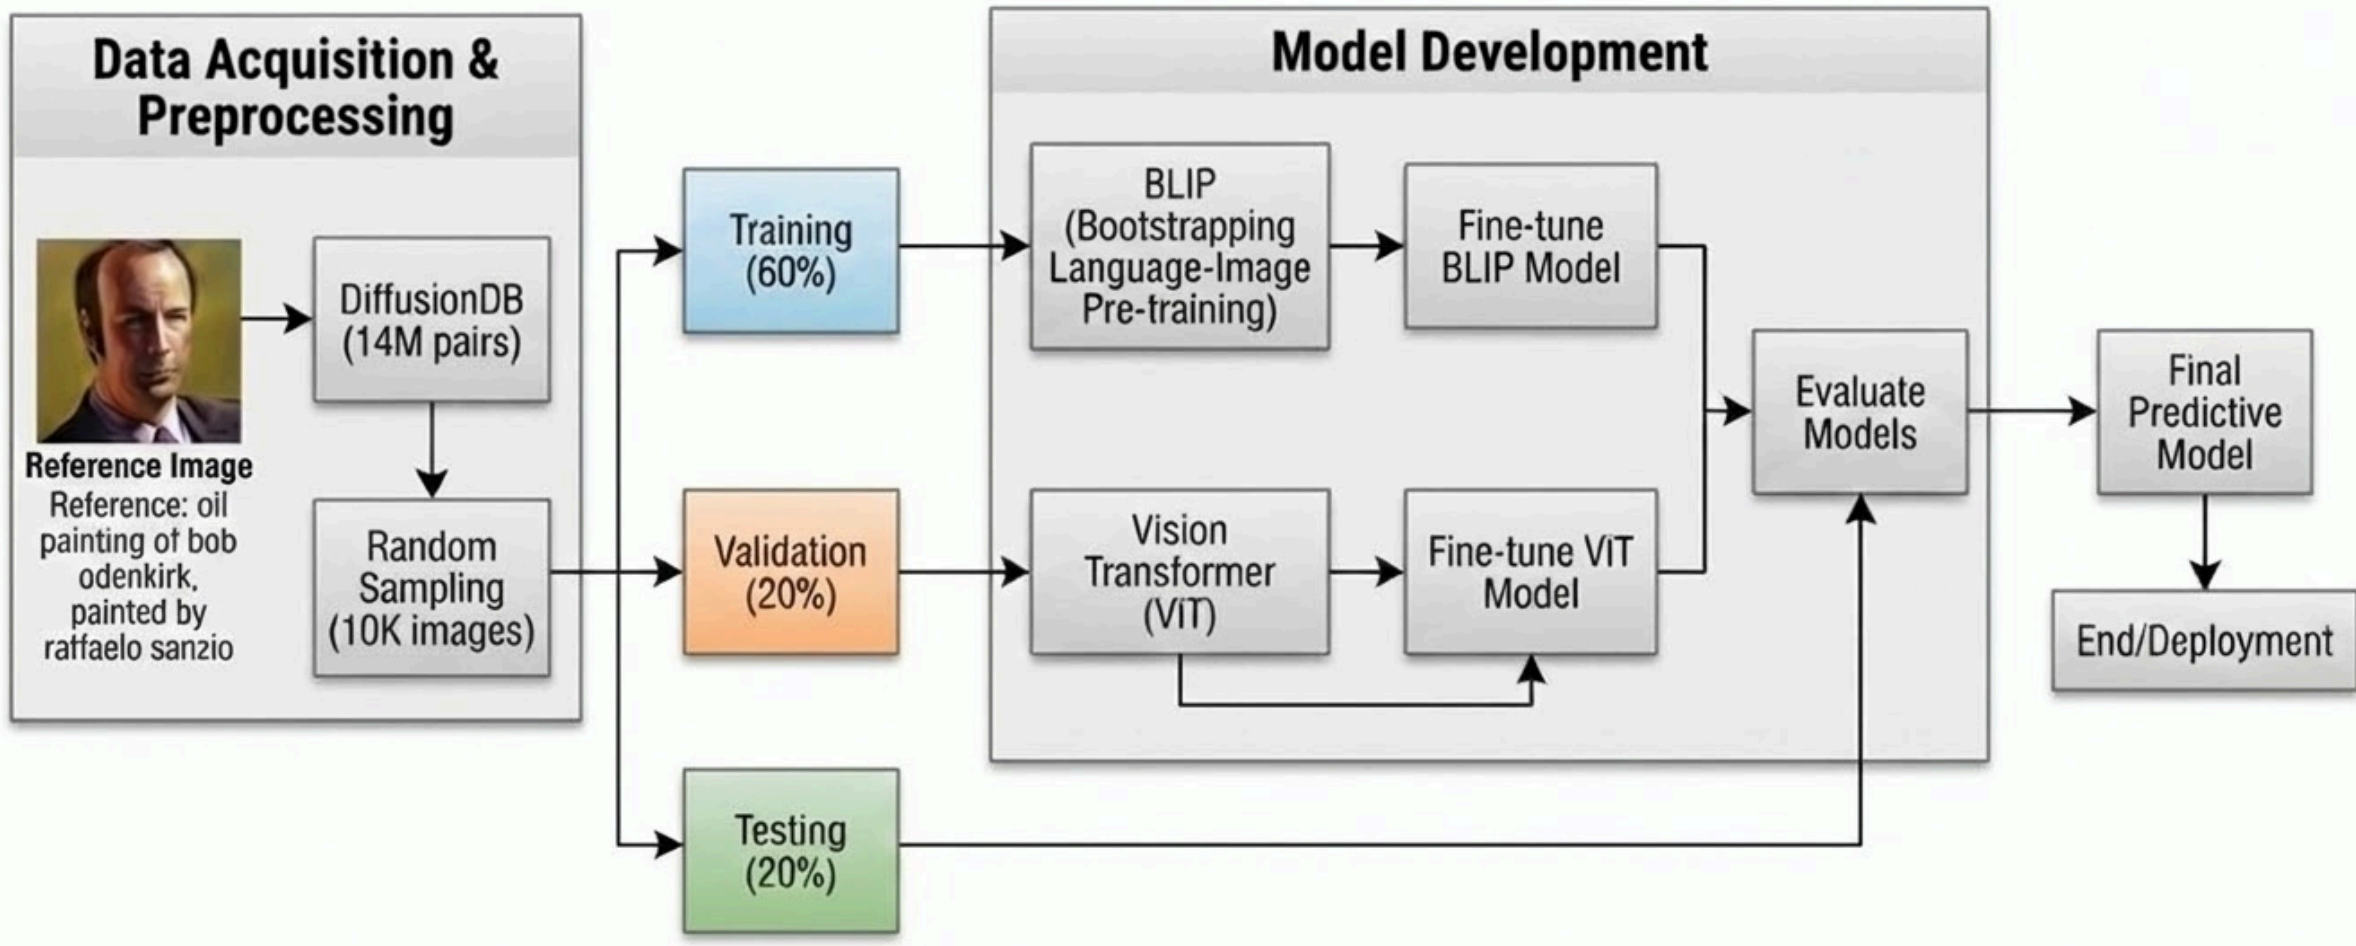 Data Acquisition &
Preprocessing
Reference Image
Reference: oil
painting of bob
odenkirk,
painted by
raffaelo sanzio
DiffusionDB
(14M pairs)
Random
Sampling
(10K images)
Training
(60%)
Validation
(20%)
Testing
(20%)
Model Development
BLIP
(Bootstrapping
Language-Image
Pre-training)
Fine-tune
BLIP Model
Vision
Transformer
(ViT)
Fine-tune ViT
Model
Evaluate
Models
Final
Predictive
Model
End/Deployment